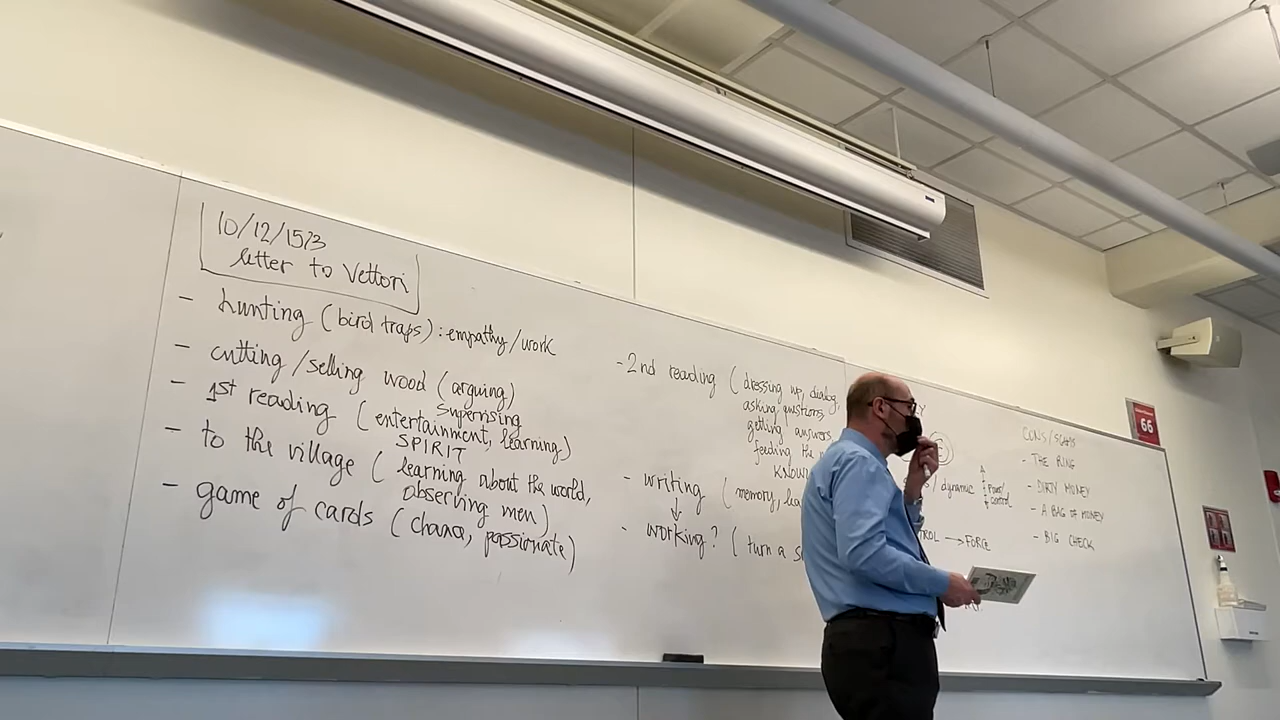 10/12/1513
letter to Vettori
- hunting (bird traps): empathy/work
- cutting/selling wood (arguing)
supervising
- 1st reading (entertainment, learning)
SPIRIT
- to the village (learning about the world,
observing men)
- game of cards (chance, passionate)
- 2nd reading (dressing up, dialog,
asking questions,
getting answers
feeding the
- writing (memory,
- working? (turn a
/dynamic
Power/
control
→ FORCE
CONS/SCAMS
- THE RING
- DIRTY MONEY
- A BAG OF MONEY
- BIG CHECK
66